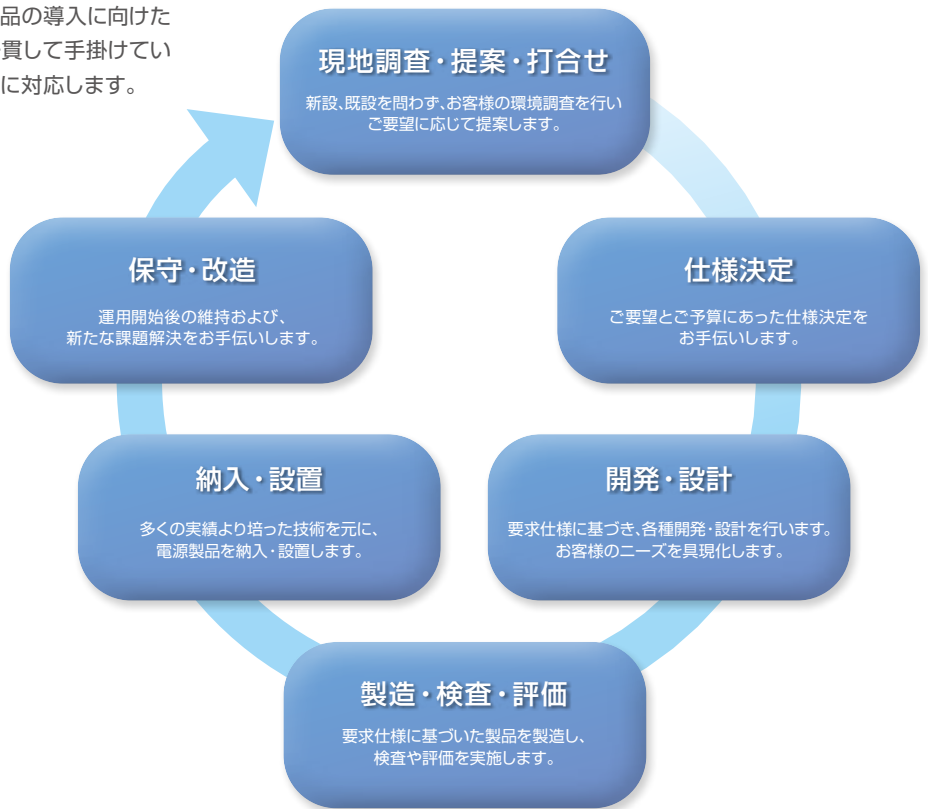 品の導入に向けた
貫して手掛けてい
に対応します。
現地調査・提案・打合せ
新設、既設を問わず、お客様の環境調査を行い
ご要望に応じて提案します。
仕様決定
ご要望とご予算にあった仕様決定を
お手伝いします。
開発・設計
要求仕様に基づき、各種開発・設計を行います。
お客様のニーズを具現化します。
製造・検査・評価
要求仕様に基づいた製品を製造し、
検査や評価を実施します。
納入・設置
多くの実績より培った技術を元に、
電源製品を納入・設置します。
保守・改造
運用開始後の維持および、
新たな課題解決をお手伝いします。